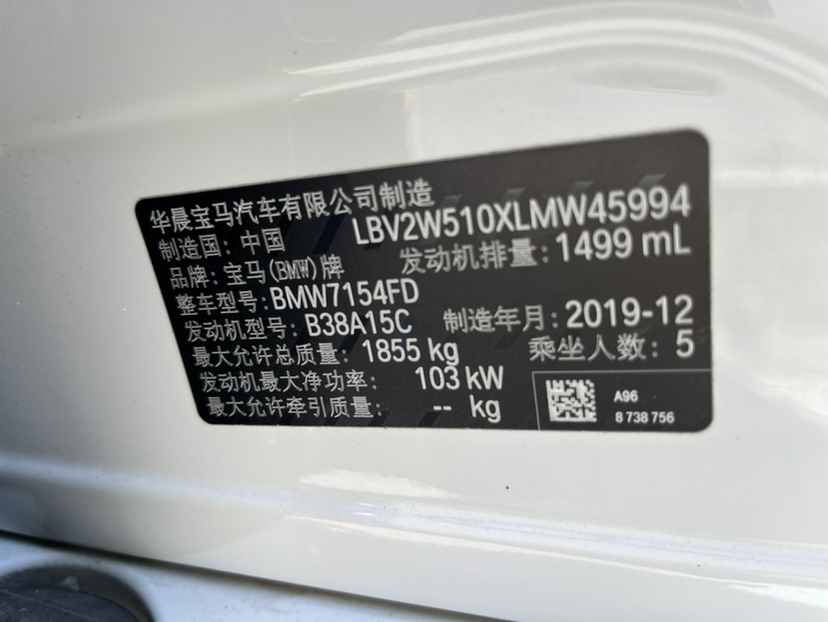 华晨宝马汽车有限公司制造
制造国：中国 LBV2W510XLMW45994
品牌：宝马(BMW)牌 发动机排量：1499 mL
整车型号：BMW7154FD
发动机型号：B38A15C 制造年月：2019-12
最大允许总质量：1855 kg 乘坐人数：5
发动机最大净功率：103 kW
最大允许牵引质量：-- kg
A96
8 738 756